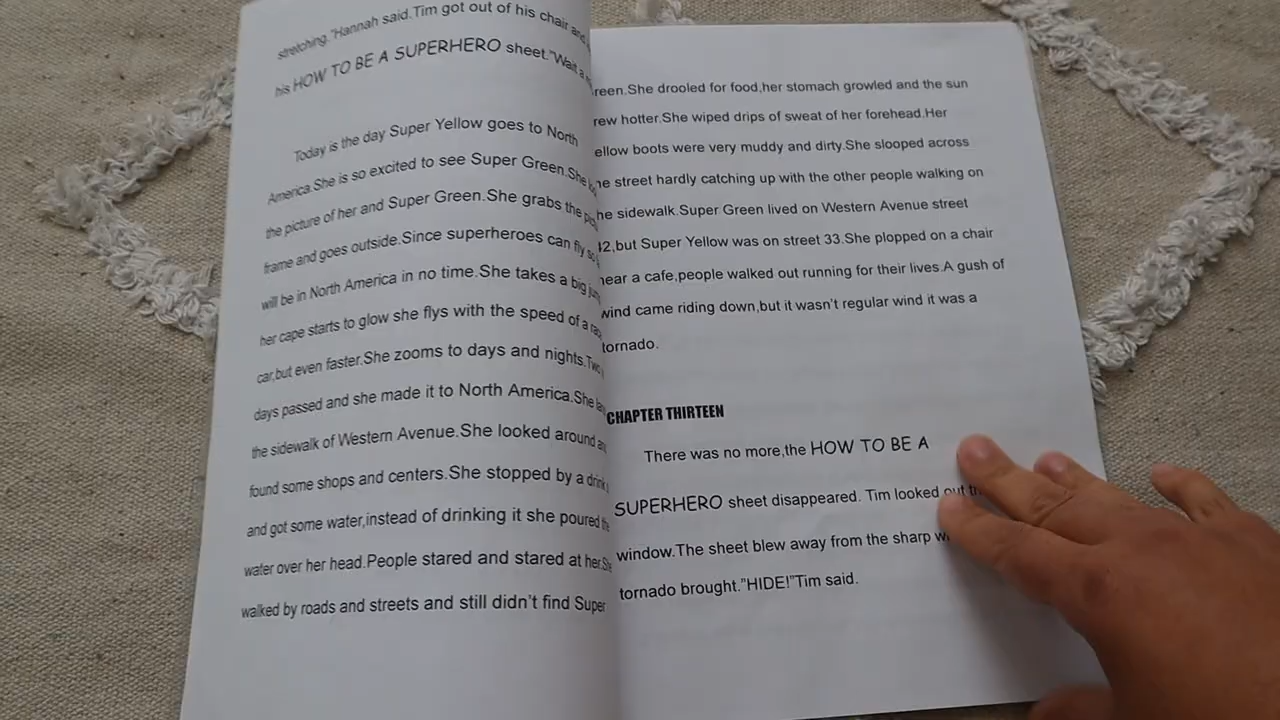 stretching."Hannah said.Tim got out of his chair and
his HOW TO BE A SUPERHERO sheet."Wait a
Today is the day Super Yellow goes to North
America.She is so excited to see Super Green.She
the picture of her and Super Green.She grabs the
frame and goes outside.Since superheroes can fly
will be in North America in no time.She takes a big
her cape starts to glow she flys with the speed of a
car,but even faster.She zooms to days and nights.
days passed and she made it to North America.She
the sidewalk of Western Avenue.She looked around
found some shops and centers.She stopped by a
and got some water,instead of drinking it she poured
water over her head.People stared and stared at her.
walked by roads and streets and still didn't find Super
reen.She drooled for food,her stomach growled and the sun
rew hotter.She wiped drips of sweat of her forehead.Her
ellow boots were very muddy and dirty.She slooped across
he street hardly catching up with the other people walking on
he sidewalk.Super Green lived on Western Avenue street
2,but Super Yellow was on street 33.She plopped on a chair
near a cafe,people walked out running for their lives.A gush of
wind came riding down,but it wasn't regular wind it was a
tornado.
CHAPTER THIRTEEN
There was no more,the HOW TO BE A
SUPERHERO sheet disappeared. Tim looked out
window.The sheet blew away from the sharp
tornado brought."HIDE!"Tim said.